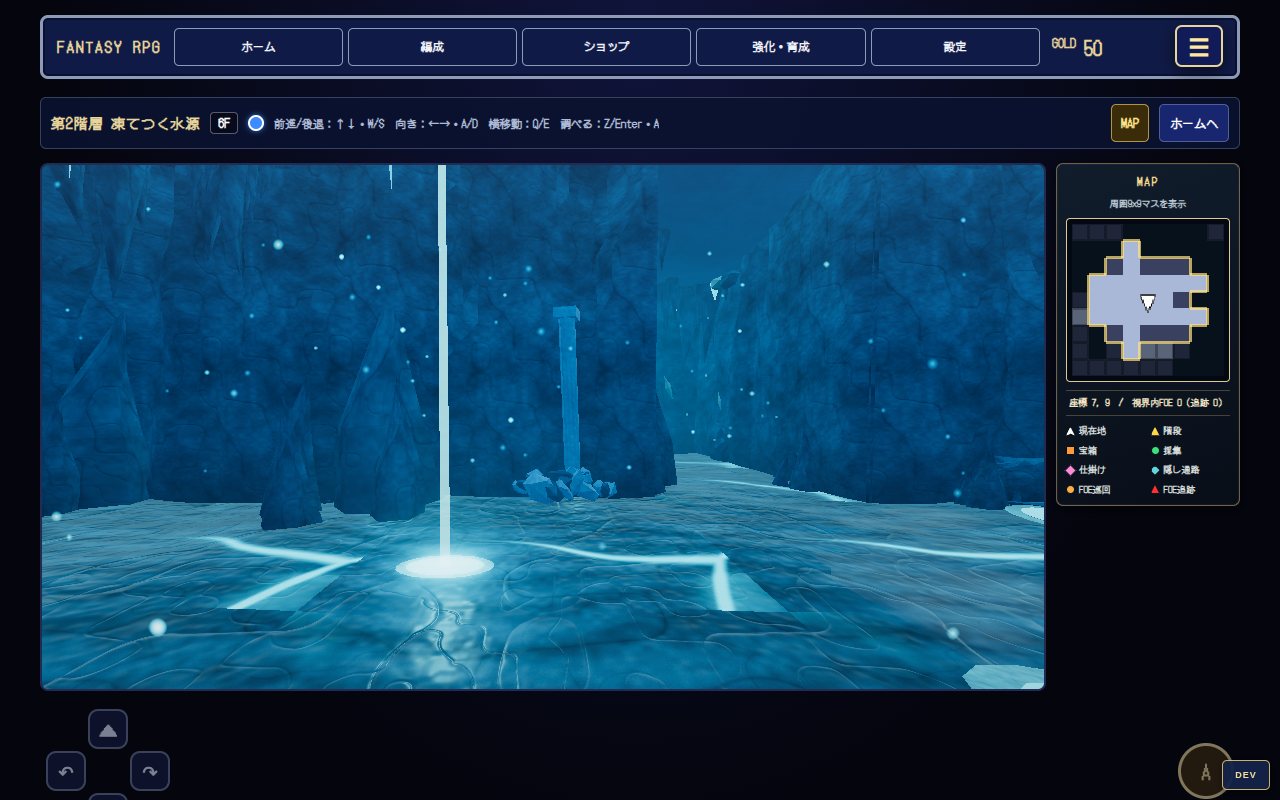 FANTASY RPG ホーム 編成 ショップ 強化・育成 設定 GOLD 50 ☰
第2階層 凍てつく水源 6F 前進/後退：↑↓・W/S 向き：←→・A/D 横移動：Q/E 調べる：Z/Enter・A MAP ホームへ
MAP
周囲9x9マスを表示
座標 7, 9 / 視界内FOE 0（追跡 0）
現在地 階段
宝箱 採集
仕掛け 隠し通路
FOE巡回 FOE追跡
↶ ↷ A DEV